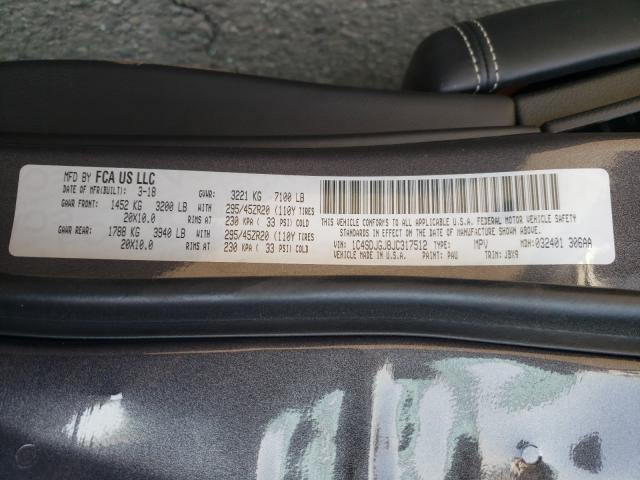 MFD BY FCA US LLC
DATE OF MFR(BUILT): 3-18 GVWR: 3221 KG 7100 LB
GAWR FRONT: 1452 KG 3200 LB WITH 295/45ZR20 (110Y TIRES
20X10.0 RIMS AT 230 KPA ( 33 PSI) COLD
GAWR REAR: 1788 KG 3940 LB WITH 295/45ZR20 (110Y TIRES
20X10.0 RIMS AT 230 KPA ( 33 PSI) COLD
THIS VEHICLE CONFORMS TO ALL APPLICABLE U.S.A. FEDERAL MOTOR VEHICLE SAFETY
STANDARDS IN EFFECT ON THE DATE OF MANUFACTURE SHOWN ABOVE.
VIN: 1C4SDJGJ8JC317512 TYPE: MPV MDH: 032401 306AA
VEHICLE MADE IN U.S.A. PAINT: PAU TRIM: JBX9